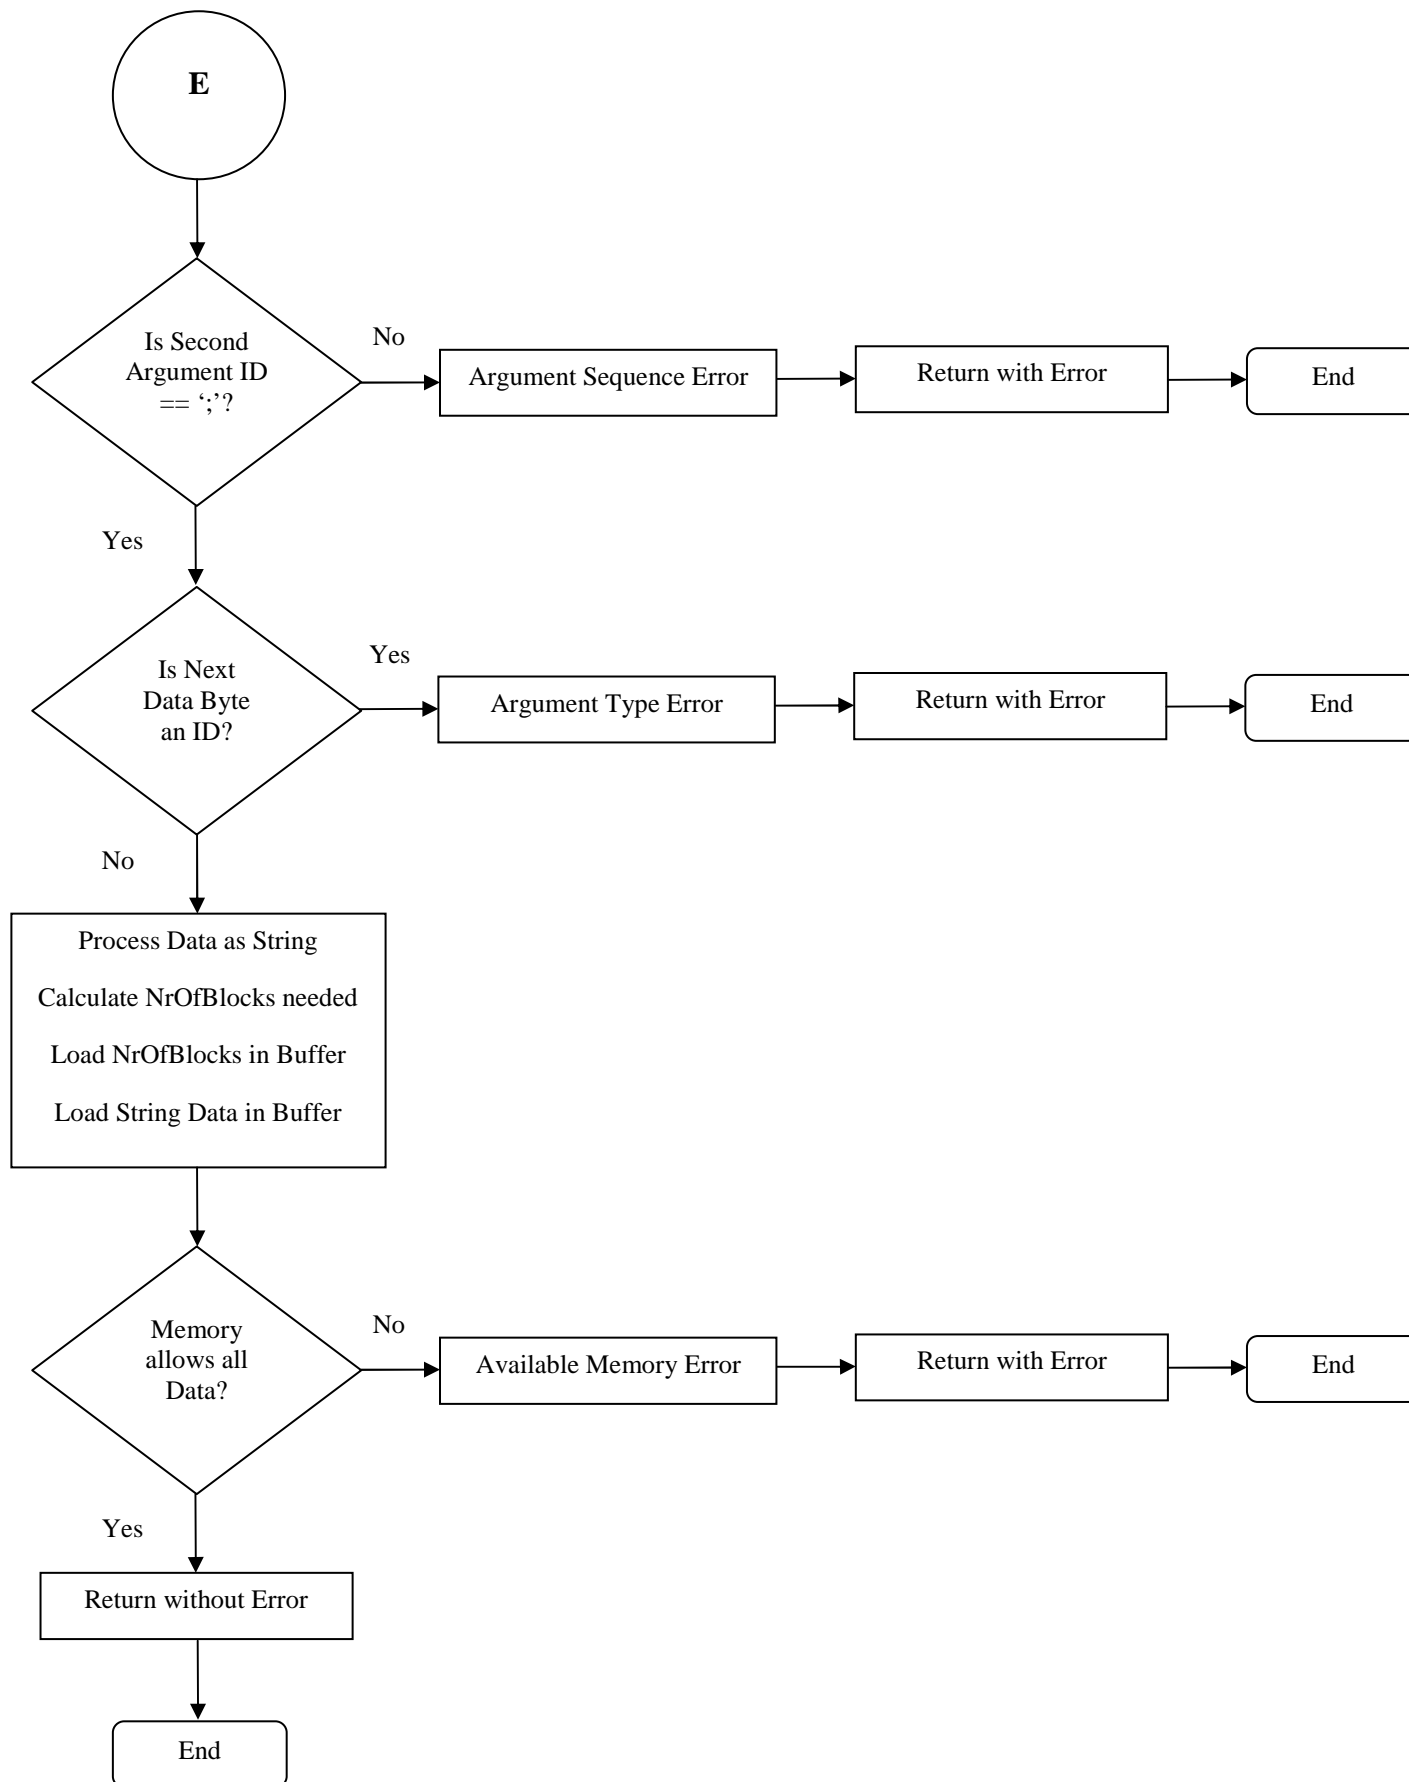 E
Is Second
Argument ID
== ‘;’?
No
Argument Sequence Error
Return with Error
End
Yes
Is Next
Data Byte
an ID?
Yes
Argument Type Error
Return with Error
End
No
Process Data as String
Calculate NrOfBlocks needed
Load NrOfBlocks in Buffer
Load String Data in Buffer
Memory
allows all
Data?
No
Available Memory Error
Return with Error
End
Yes
Return without Error
End